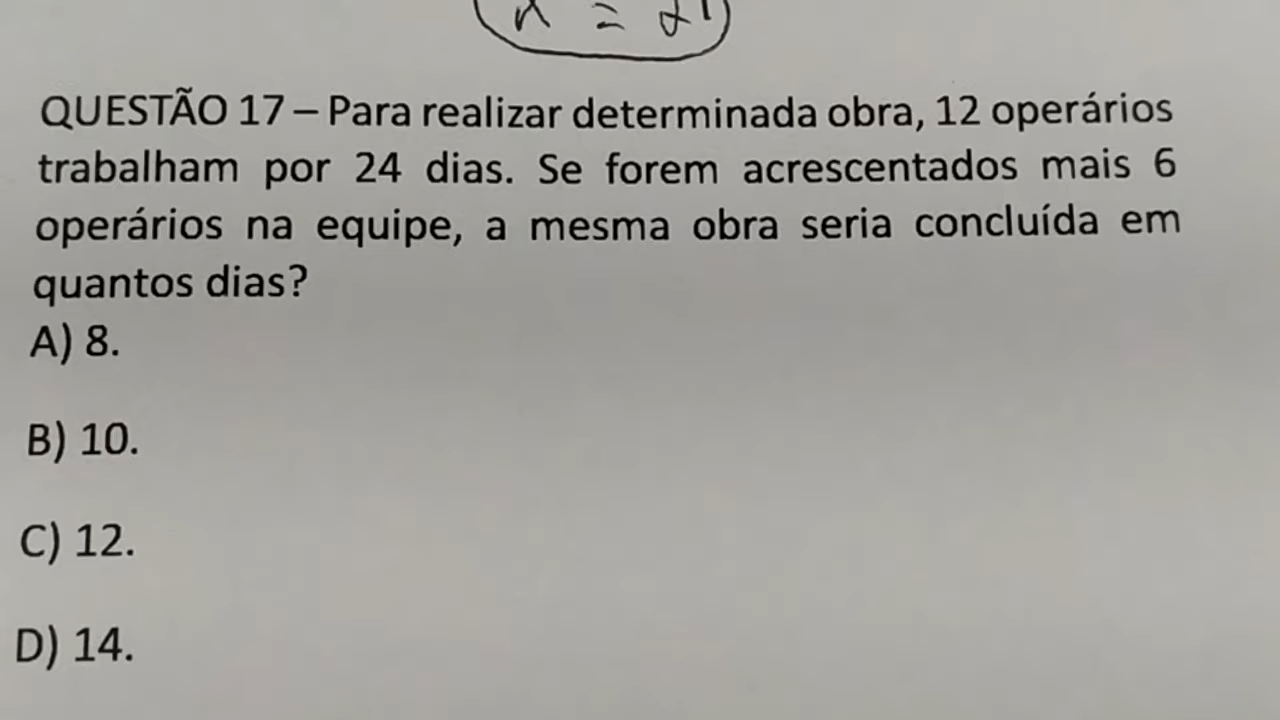 x = 21
QUESTÃO 17 – Para realizar determinada obra, 12 operários
trabalham por 24 dias. Se forem acrescentados mais 6
operários na equipe, a mesma obra seria concluída em
quantos dias?
A) 8.
B) 10.
C) 12.
D) 14.